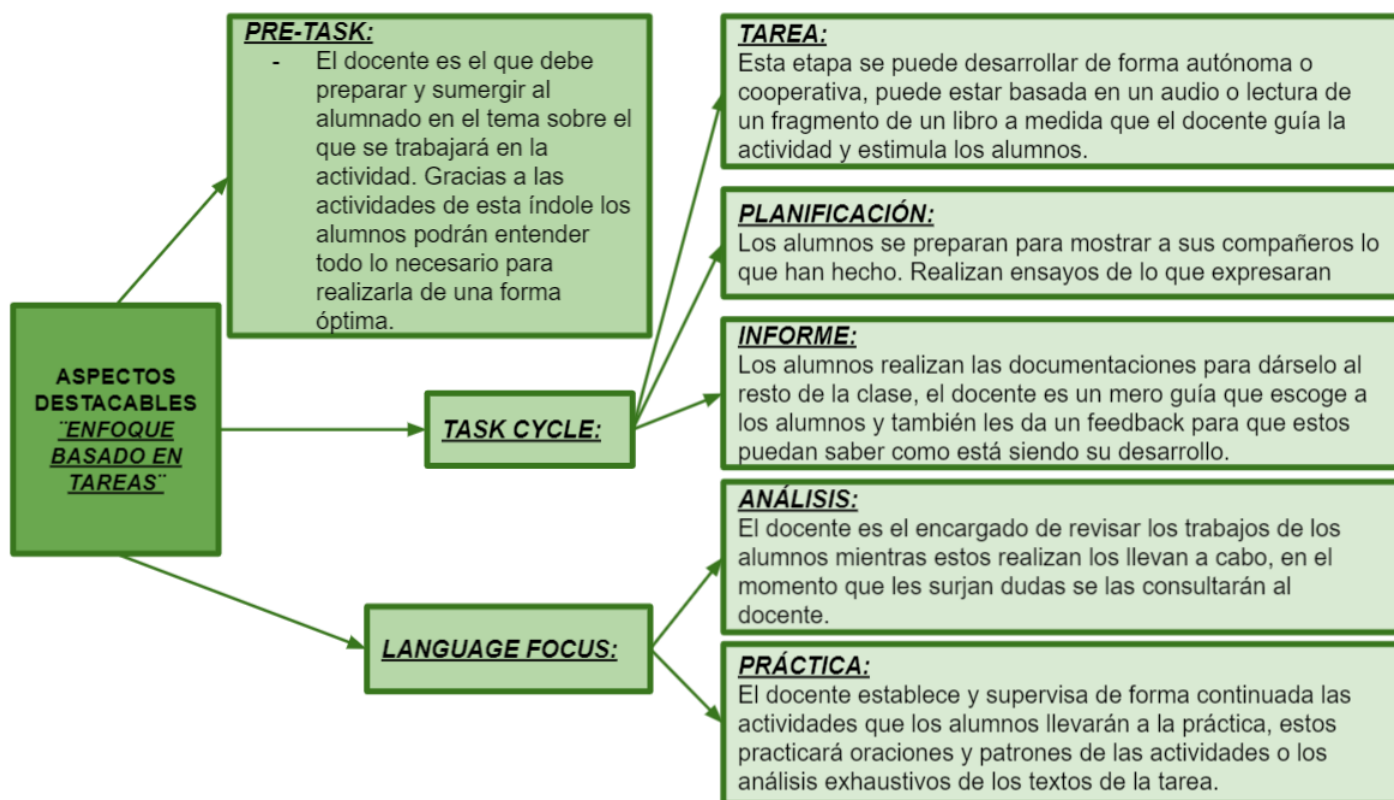 PRE-TASK:
- El docente es el que debe
preparar y sumergir al
alumnado en el tema sobre el
que se trabajará en la
actividad. Gracias a las
actividades de esta índole los
alumnos podrán entender
todo lo necesario para
realizarla de una forma
óptima.
ASPECTOS
DESTACABLES
¨ENFOQUE
BASADO EN
TAREAS¨
TASK CYCLE:
TAREA:
Esta etapa se puede desarrollar de forma autónoma o
cooperativa, puede estar basada en un audio o lectura de
un fragmento de un libro a medida que el docente guía la
actividad y estimula los alumnos.
PLANIFICACIÓN:
Los alumnos se preparan para mostrar a sus compañeros lo
que han hecho. Realizan ensayos de lo que expresaran
INFORME:
Los alumnos realizan las documentaciones para dárselo al
resto de la clase, el docente es un mero guía que escoge a
los alumnos y también les da un feedback para que estos
puedan saber como está siendo su desarrollo.
LANGUAGE FOCUS:
ANÁLISIS:
El docente es el encargado de revisar los trabajos de los
alumnos mientras estos realizan los llevan a cabo, en el
momento que les surjan dudas se las consultarán al
docente.
PRÁCTICA:
El docente establece y supervisa de forma continuada las
actividades que los alumnos llevarán a la práctica, estos
practicará oraciones y patrones de las actividades o los
análisis exhaustivos de los textos de la tarea.